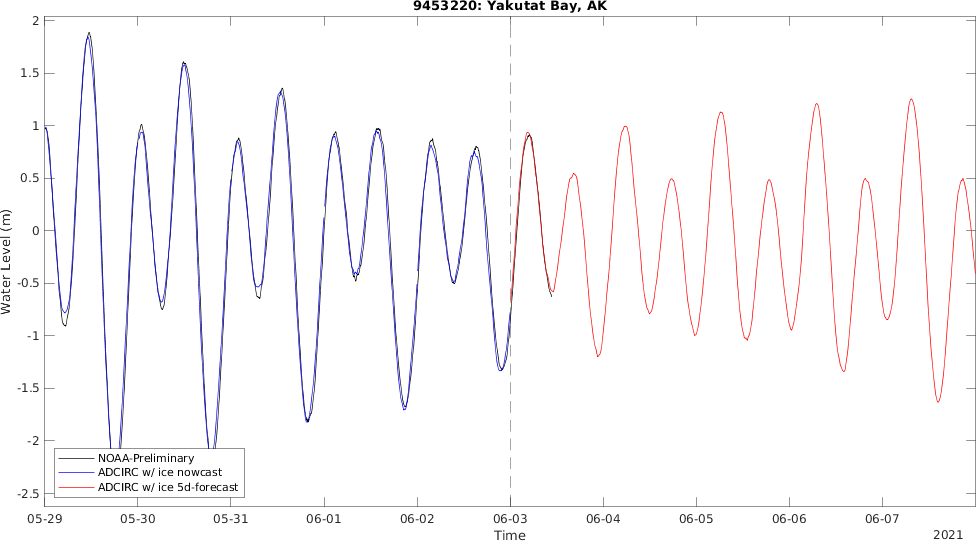 9453220: Yakutat Bay, AK
Water Level (m)
2
1.5
1
0.5
0
-0.5
-1
-1.5
-2
-2.5
NOAA-Preliminary
ADCIRC w/ ice nowcast
ADCIRC w/ ice 5d-forecast
05-29 05-30 05-31 06-01 06-02 06-03 06-04 06-05 06-06 06-07
Time
2021